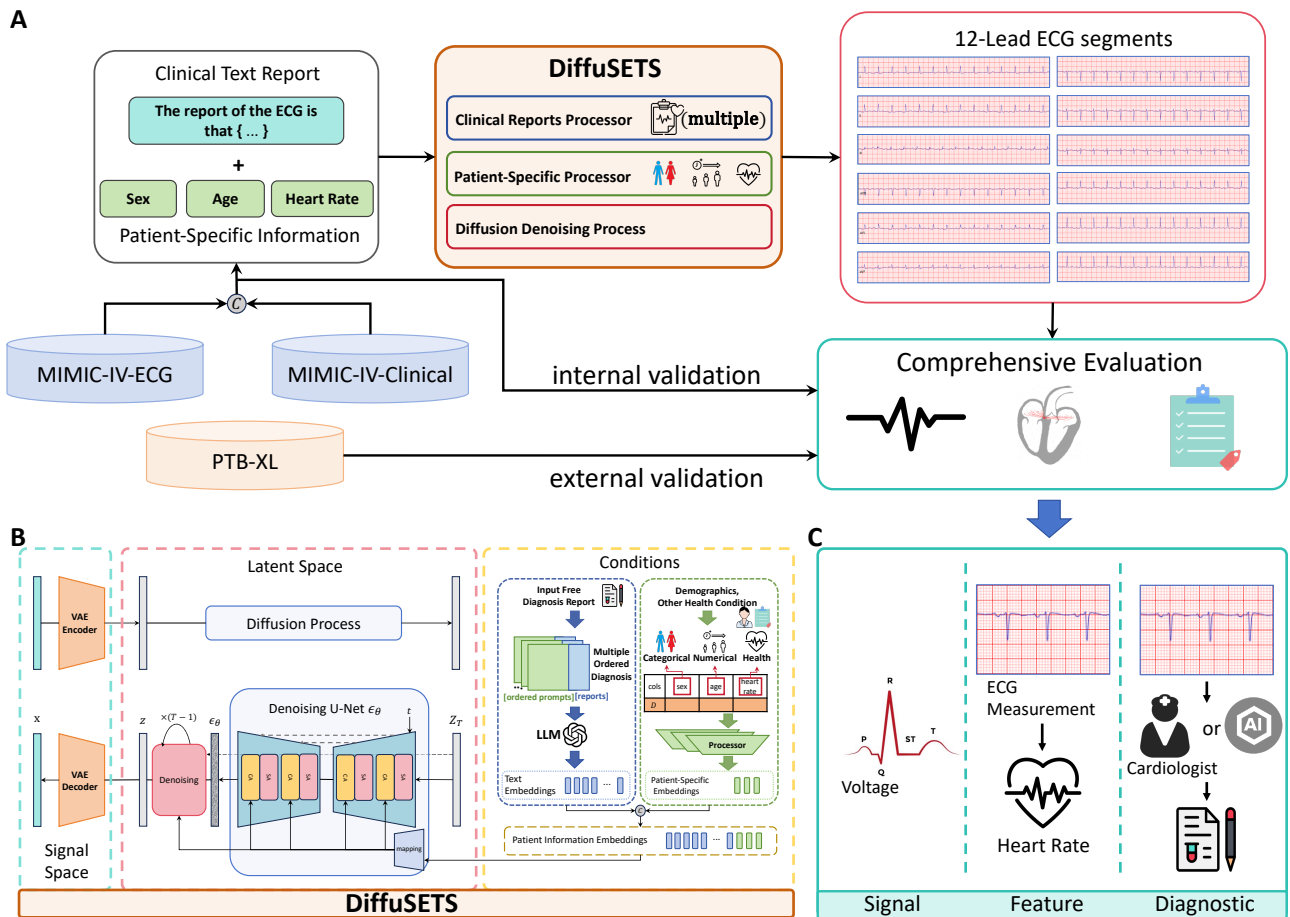 A
Clinical Text Report
The report of the ECG is
that { ... }
+
Sex
Age
Heart Rate
Patient-Specific Information
C
MIMIC-IV-ECG
MIMIC-IV-Clinical
PTB-XL
DiffuSETS
Clinical Reports Processor
(multiple)
Patient-Specific Processor
Diffusion Denoising Process
12-Lead ECG segments
internal validation
external validation
Comprehensive Evaluation
B
Latent Space
VAE
Encoder
Diffusion Process
x
z
×(T − 1)
ϵθ
Denoising U-Net ϵθ
t
ZT
VAE
Decoder
Denoising
CA
SA
CA
SA
CA
SA
CA
SA
mapping
Signal
Space
Conditions
Input Free
Diagnosis Report
Multiple
Ordered
Diagnosis
...
[ordered prompts]
[reports]
LLM
Text
Embeddings
...
Demographics,
Other Health Condition
Categorical
Numerical
Health
cols
sex
age
heart
rate
D
Processor
Patient-Specific
Embeddings
C
Patient Information Embeddings
...
DiffuSETS
C
P
R
Q
ST
T
Voltage
ECG
Measurement
Heart Rate
or
AI
Cardiologist
Signal
Feature
Diagnostic